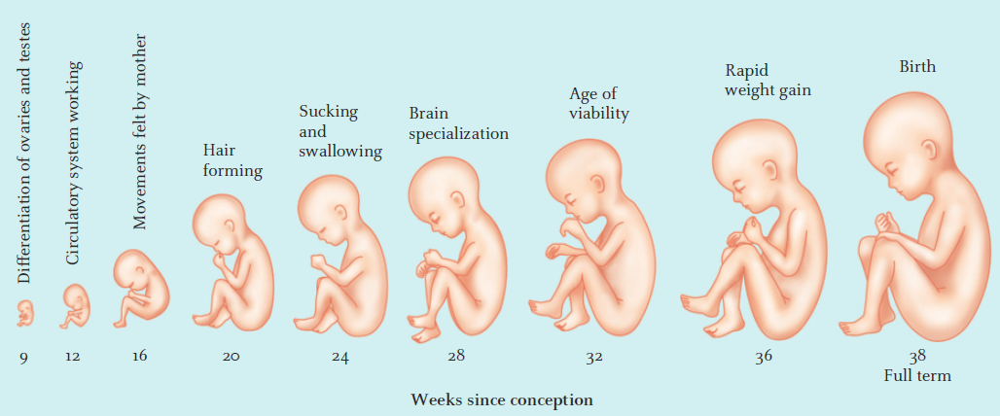 Differentiation of ovaries and testes
Circulatory system working
Movements felt by mother
Hair
forming
Sucking
and
swallowing
Brain
specialization
Age of
viability
Rapid
weight gain
Birth
9
12
16
20
24
28
32
36
38
Full term
Weeks since conception